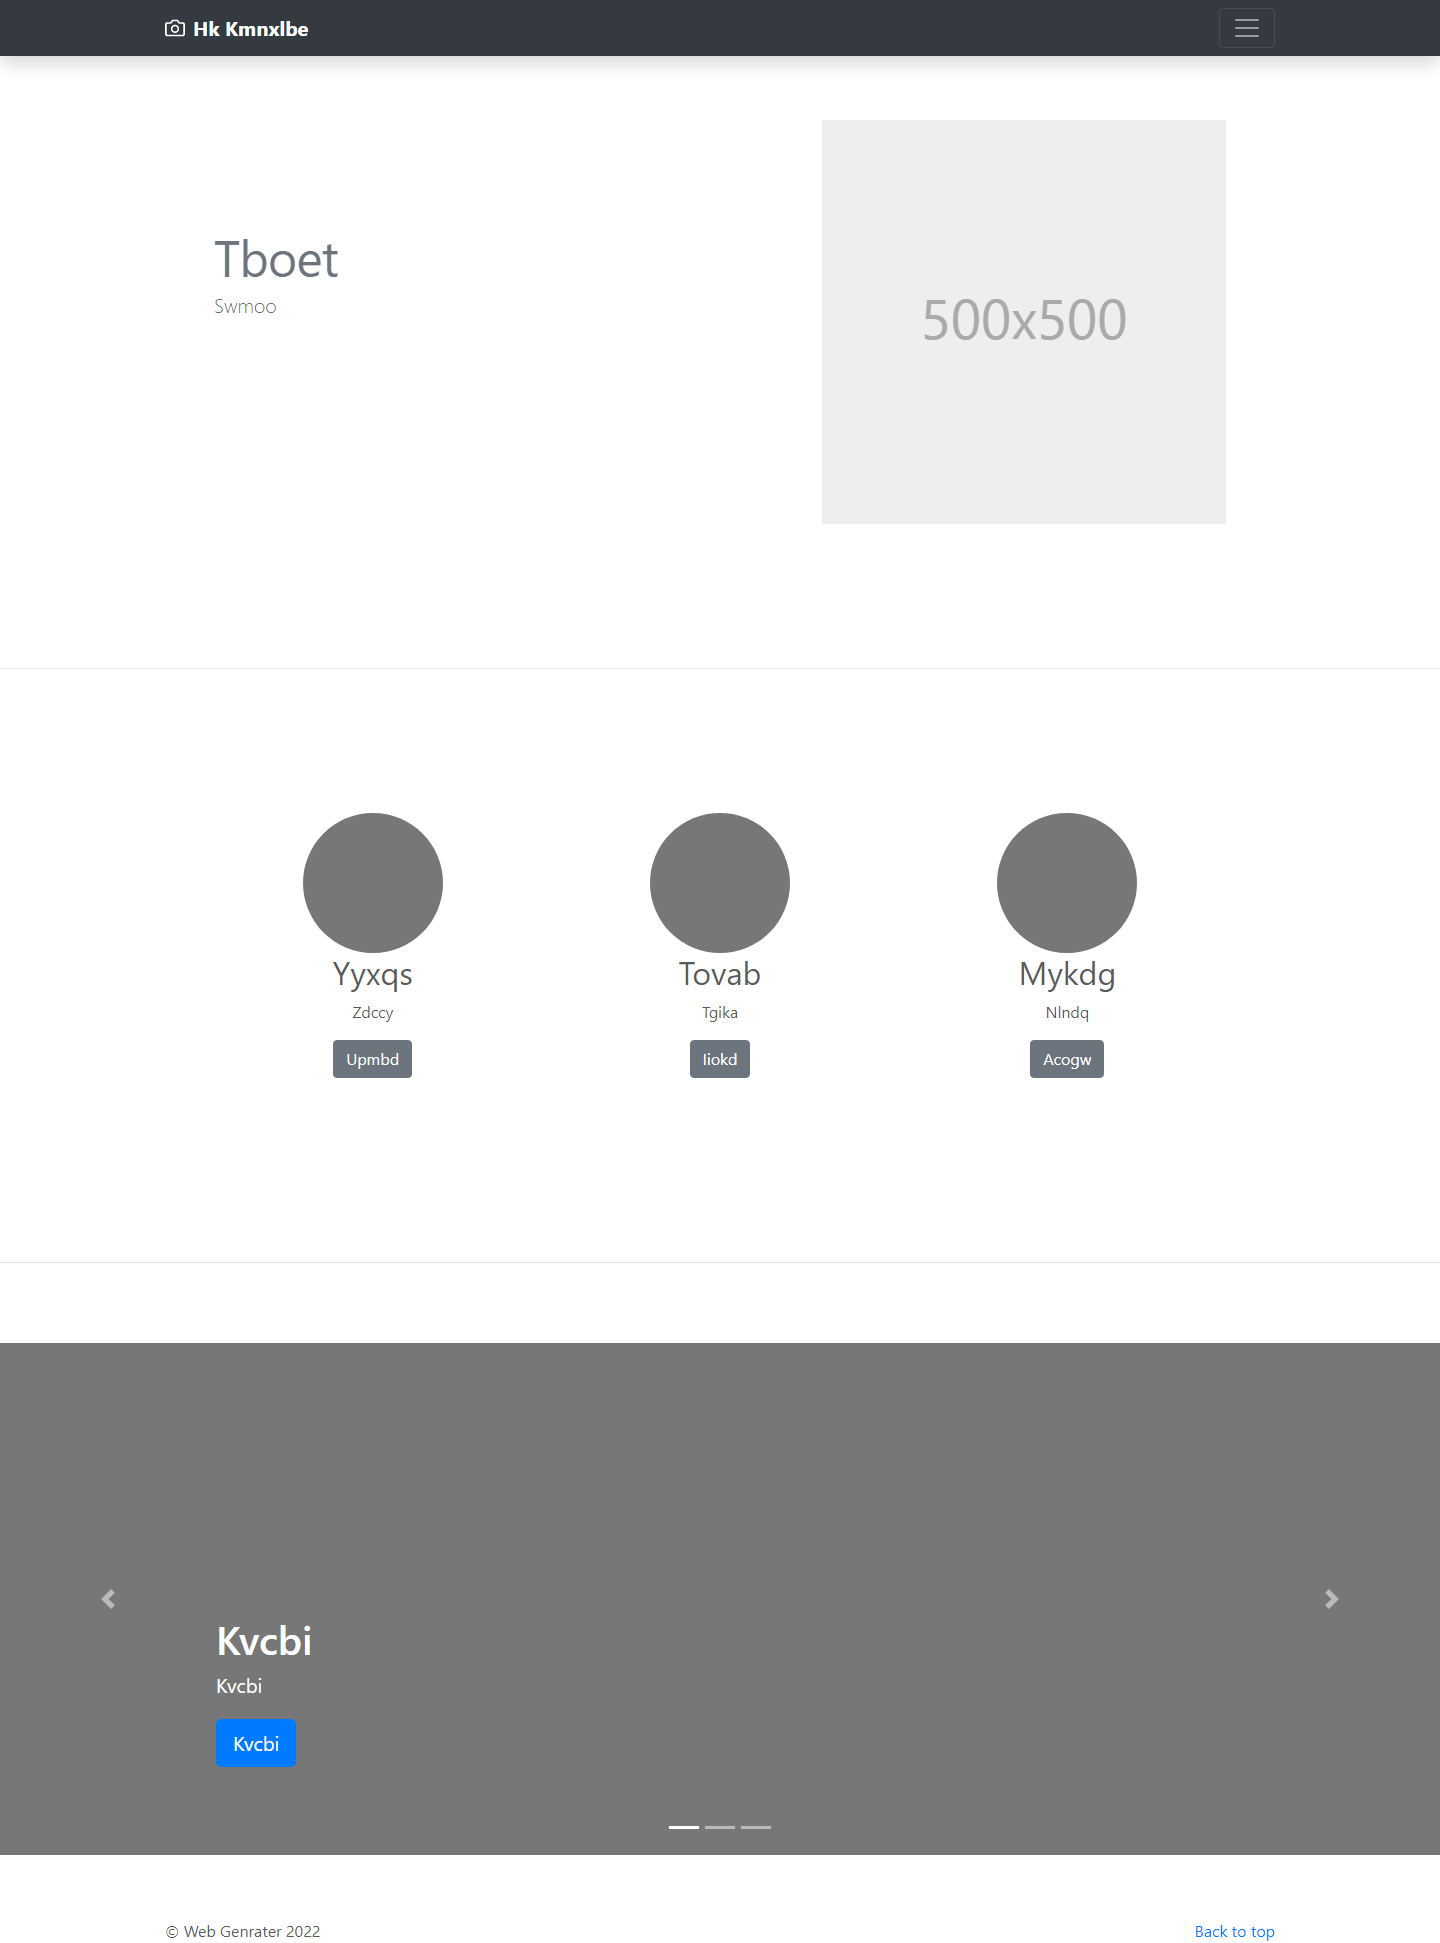 Hk Kmnxlbe
Tboet
Swmoo
500x500
Yyxqs
Tovab
Mykdg
Zdccy
Tgika
Nlndq
Upmbd
Iiokd
Acogw
Kvcbi
Kvcbi
Kvcbi
© Web Genrater 2022
Back to top